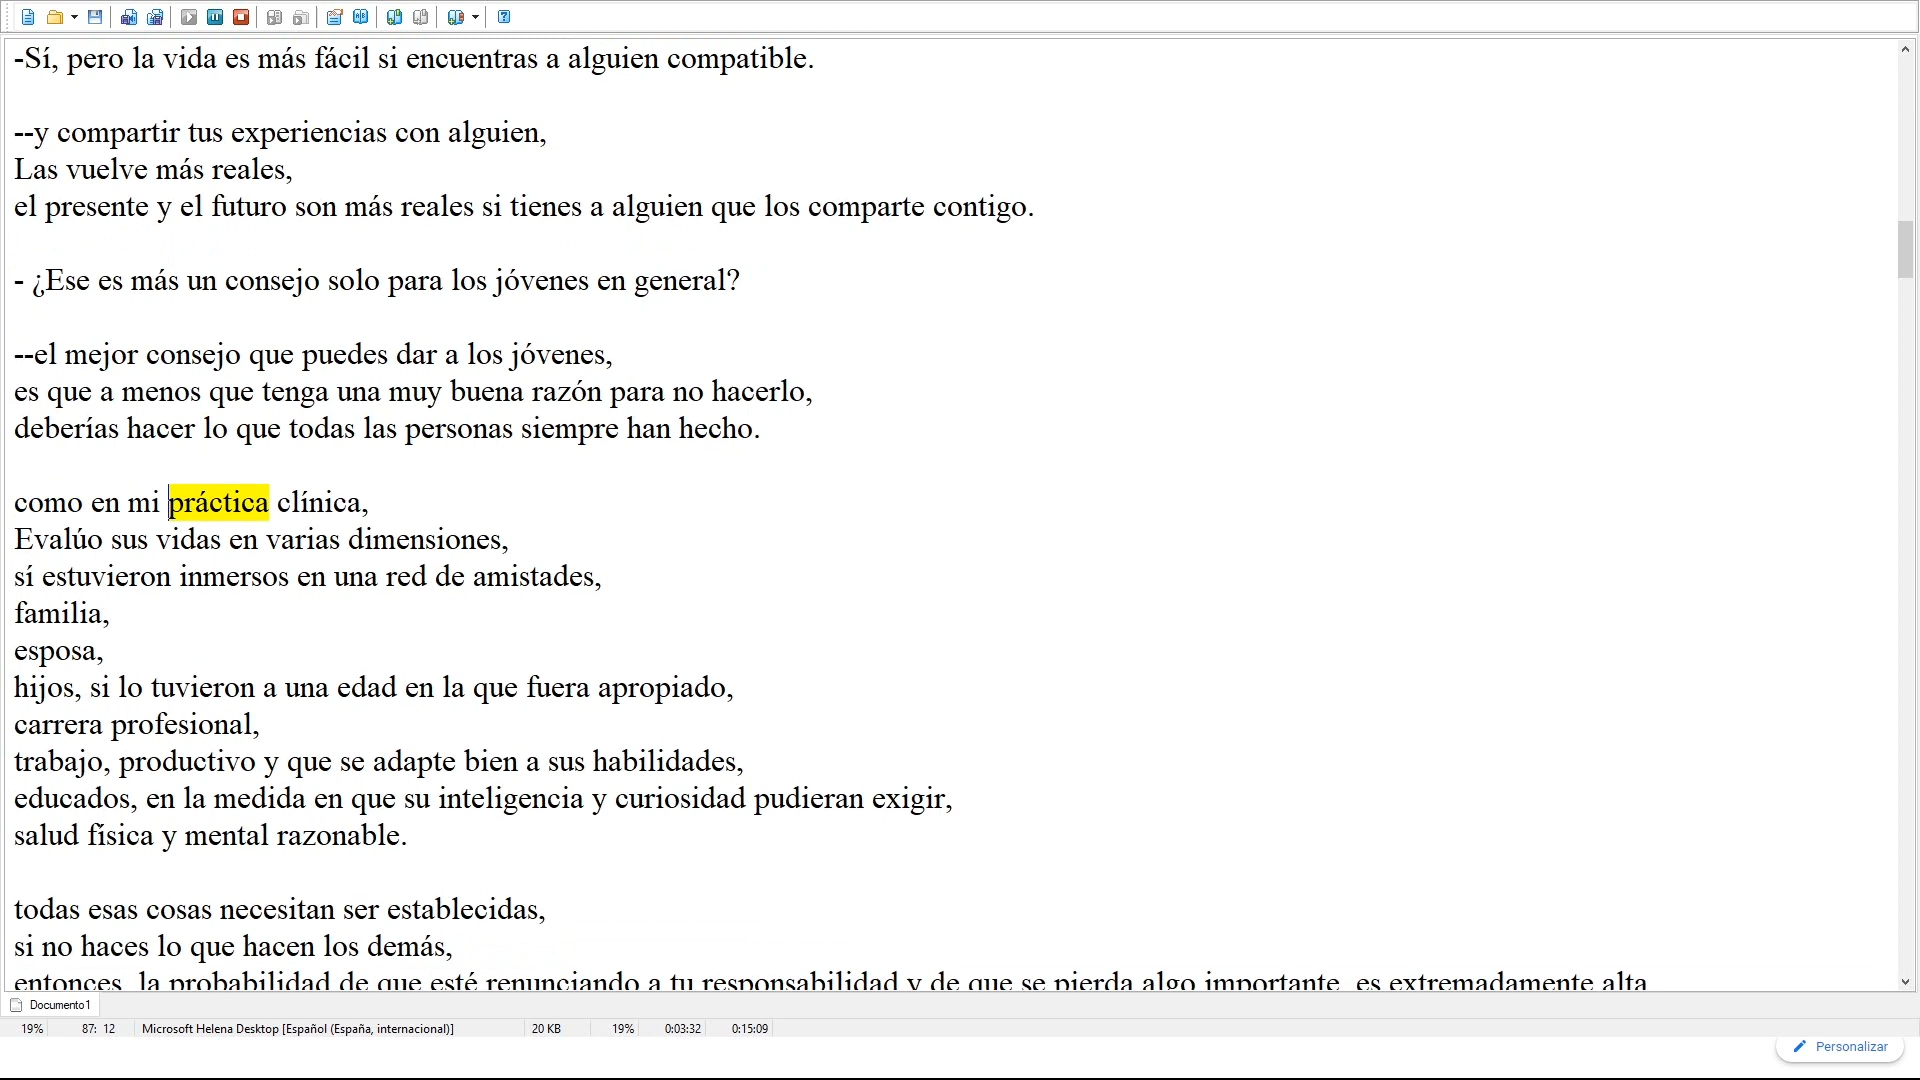 -Sí, pero la vida es más fácil si encuentras a alguien compatible.
--y compartir tus experiencias con alguien,
Las vuelve más reales,
el presente y el futuro son más reales si tienes a alguien que los comparte contigo.
- ¿Ese es más un consejo solo para los jóvenes en general?
--el mejor consejo que puedes dar a los jóvenes,
es que a menos que tenga una muy buena razón para no hacerlo,
deberías hacer lo que todas las personas siempre han hecho.
como en mi práctica clínica,
Evalúo sus vidas en varias dimensiones,
sí estuvieron inmersos en una red de amistades,
familia,
esposa,
hijos, si lo tuvieron a una edad en la que fuera apropiado,
carrera profesional,
trabajo, productivo y que se adapte bien a sus habilidades,
educados, en la medida en que su inteligencia y curiosidad pudieran exigir,
salud física y mental razonable.
todas esas cosas necesitan ser establecidas,
si no haces lo que hacen los demás,
entonces, la probabilidad de que esté renunciando a tu responsabilidad y de que se pierda algo importante, es extremadamente alta
Documento1
19% 87: 12 Microsoft Helena Desktop [Español (España, internacional)] 20 KB 19% 0:03:32 0:15:09
Personalizar